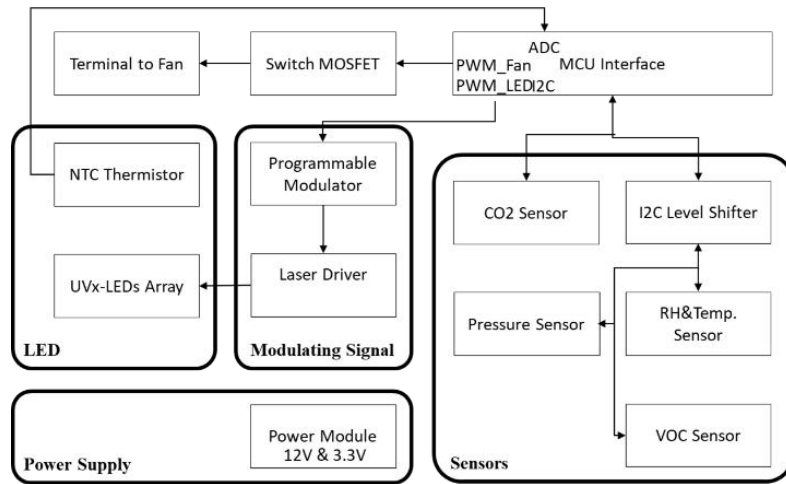 ADC
Terminal to Fan
Switch MOSFET
PWM_Fan
MCU Interface
PWM_LED
I2C
NTC Thermistor
Programmable
Modulator
CO2 Sensor
I2C Level Shifter
UVx-LEDs Array
Laser Driver
Pressure Sensor
RH&Temp.
Sensor
LED
Modulating Signal
Power Module
12V & 3.3V
VOC Sensor
Power Supply
Sensors